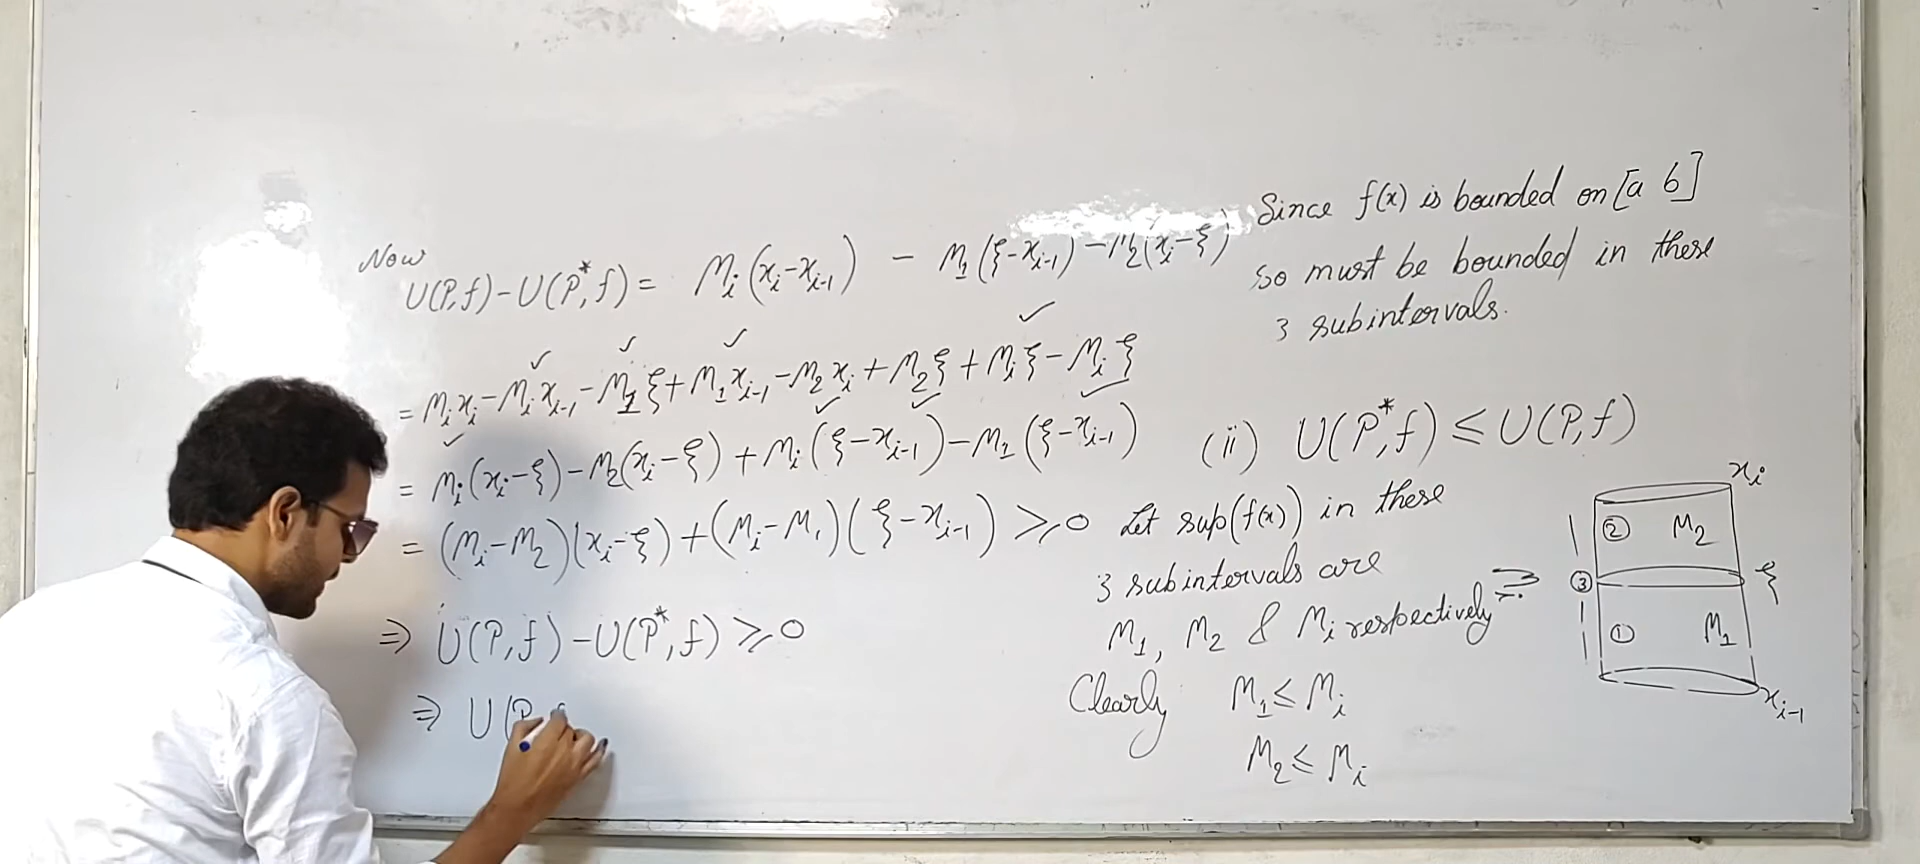 Now
U(P,f)-U(P*,f) = Mi(xi-xi-1) - M1(ξ-xi-1)-M2(xi-ξ)
= Mixi-Mixi-1-M1ξ+M1xi-1-M2xi+M2ξ+Miξ-Miξ
= Mi(xi-ξ)-M2(xi-ξ)+Mi(ξ-xi-1)-M1(ξ-xi-1)
= (Mi-M2)(xi-ξ)+(Mi-M1)(ξ-xi-1) ⩾0
⇒ U(P,f)-U(P*,f) ⩾0
⇒ U(P,
Since f(x) is bounded on [a b]
so must be bounded in these
3 subintervals.
(ii) U(P*,f) ≤ U(P,f)
Let sup(f(x)) in these
3 subintervals are
M1, M2 & Mi respectively
Clearly M1 ≤ Mi
M2 ≤ Mi
xi
② M2
③ ξ
① M1
xi-1